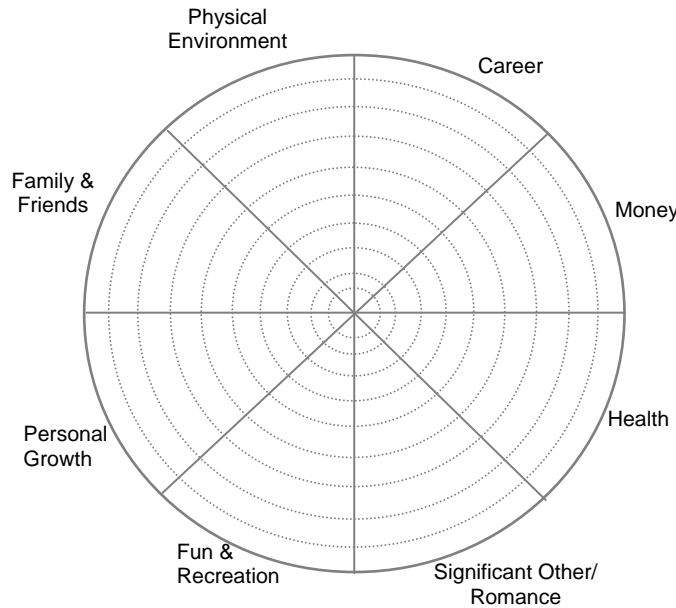 Physical
Environment
Career
Family &
Friends
Money
Personal
Growth
Health
Fun &
Recreation
Significant Other/
Romance